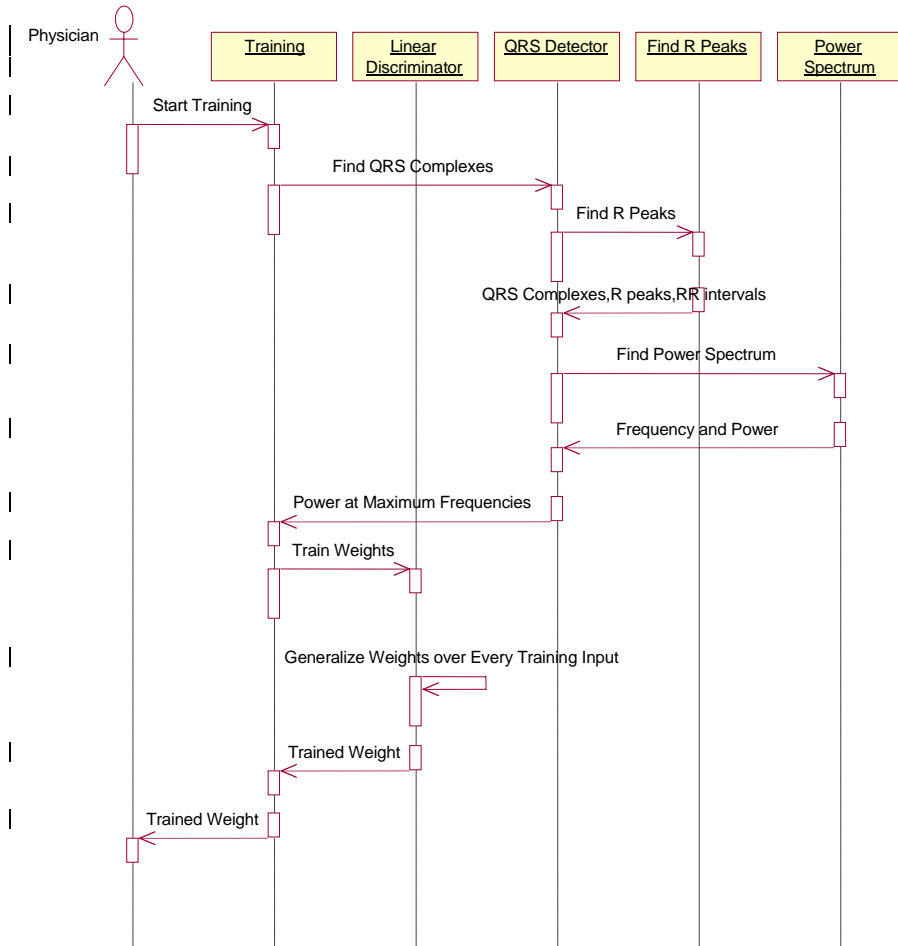 Physician
Training
Linear
Discriminator
QRS Detector
Find R Peaks
Power
Spectrum
Start Training
Find QRS Complexes
Find R Peaks
QRS Complexes,R peaks,RR intervals
Find Power Spectrum
Frequency and Power
Power at Maximum Frequencies
Train Weights
Generalize Weights over Every Training Input
Trained Weight
Trained Weight